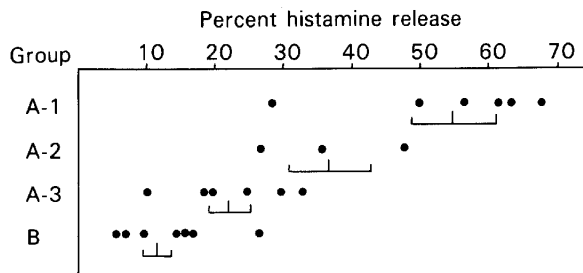 Percent histamine release
Group 10 20 30 40 50 60 70
A-1
A-2
A-3
B